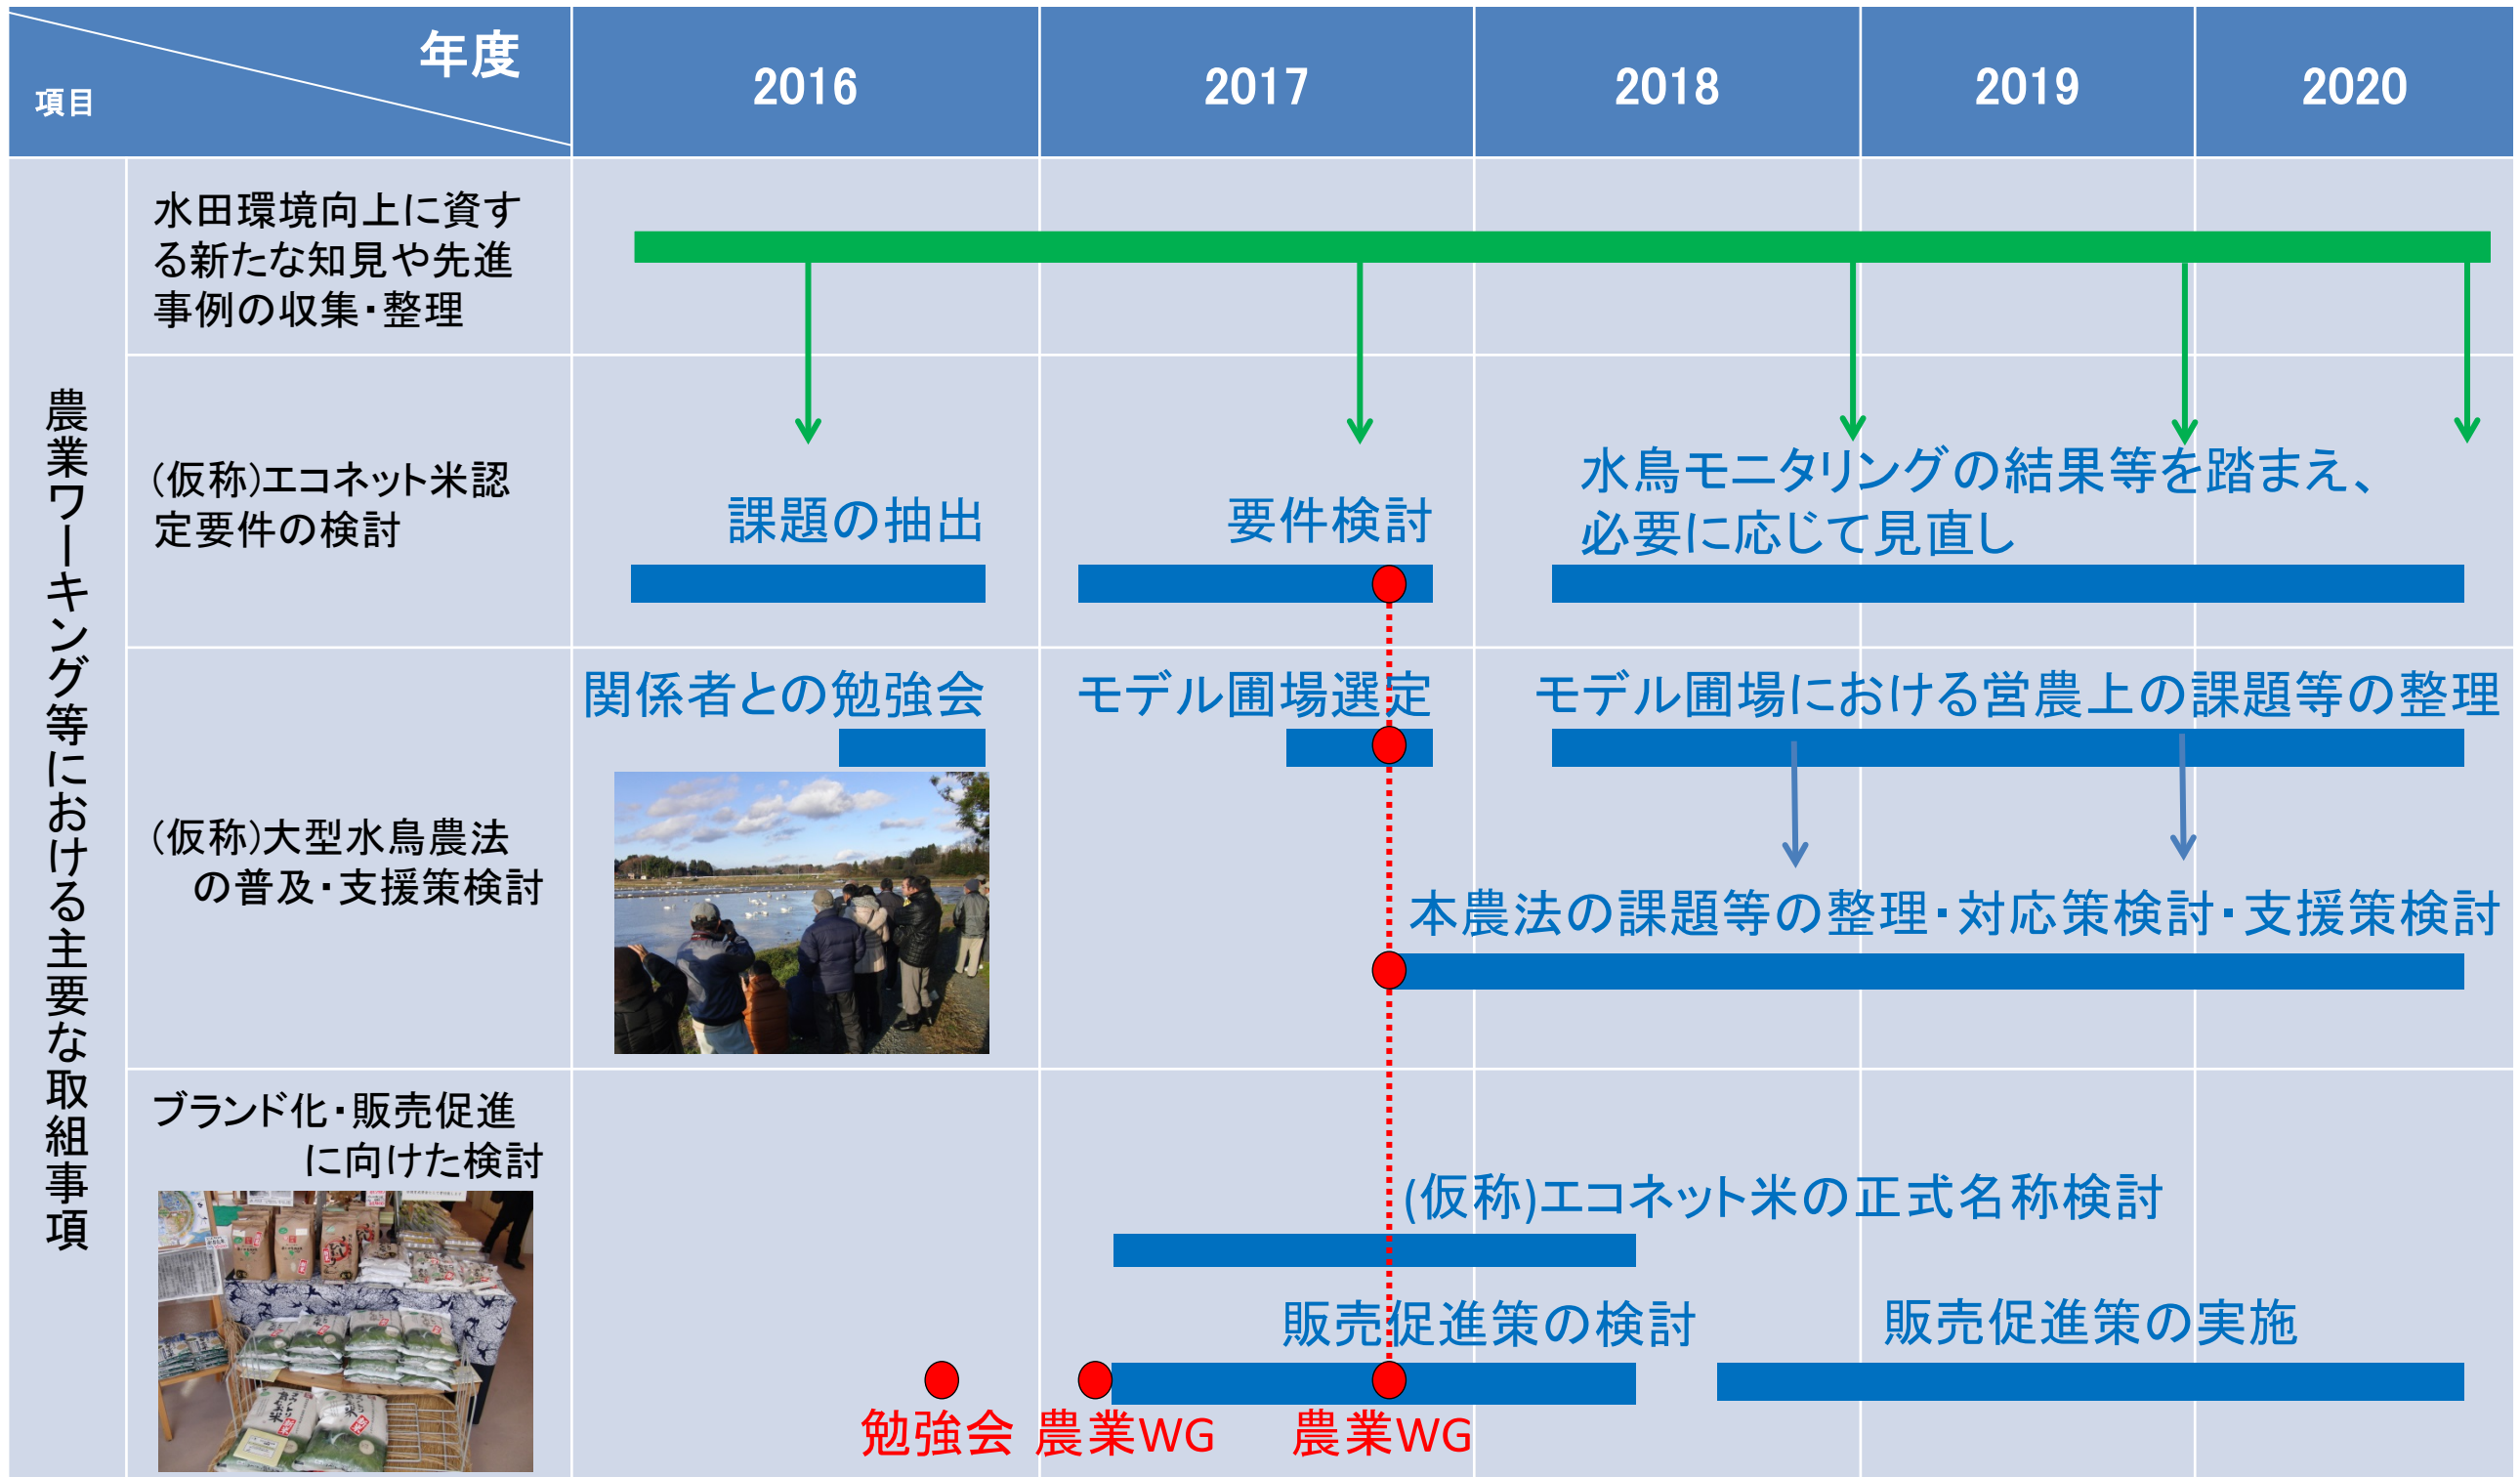 年度
項目
2016
2017
2018
2019
2020
農業ワーキング等における主要な取組事項
水田環境向上に資す
る新たな知見や先進
事例の収集・整理
(仮称)エコネット米認
定要件の検討
課題の抽出
要件検討
水鳥モニタリングの結果等を踏まえ、
必要に応じて見直し
(仮称)大型水鳥農法
の普及・支援策検討
関係者との勉強会
モデル圃場選定
モデル圃場における営農上の課題等の整理
本農法の課題等の整理・対応策検討・支援策検討
ブランド化・販売促進
に向けた検討
(仮称)エコネット米の正式名称検討
販売促進策の検討
販売促進策の実施
勉強会
農業WG
農業WG